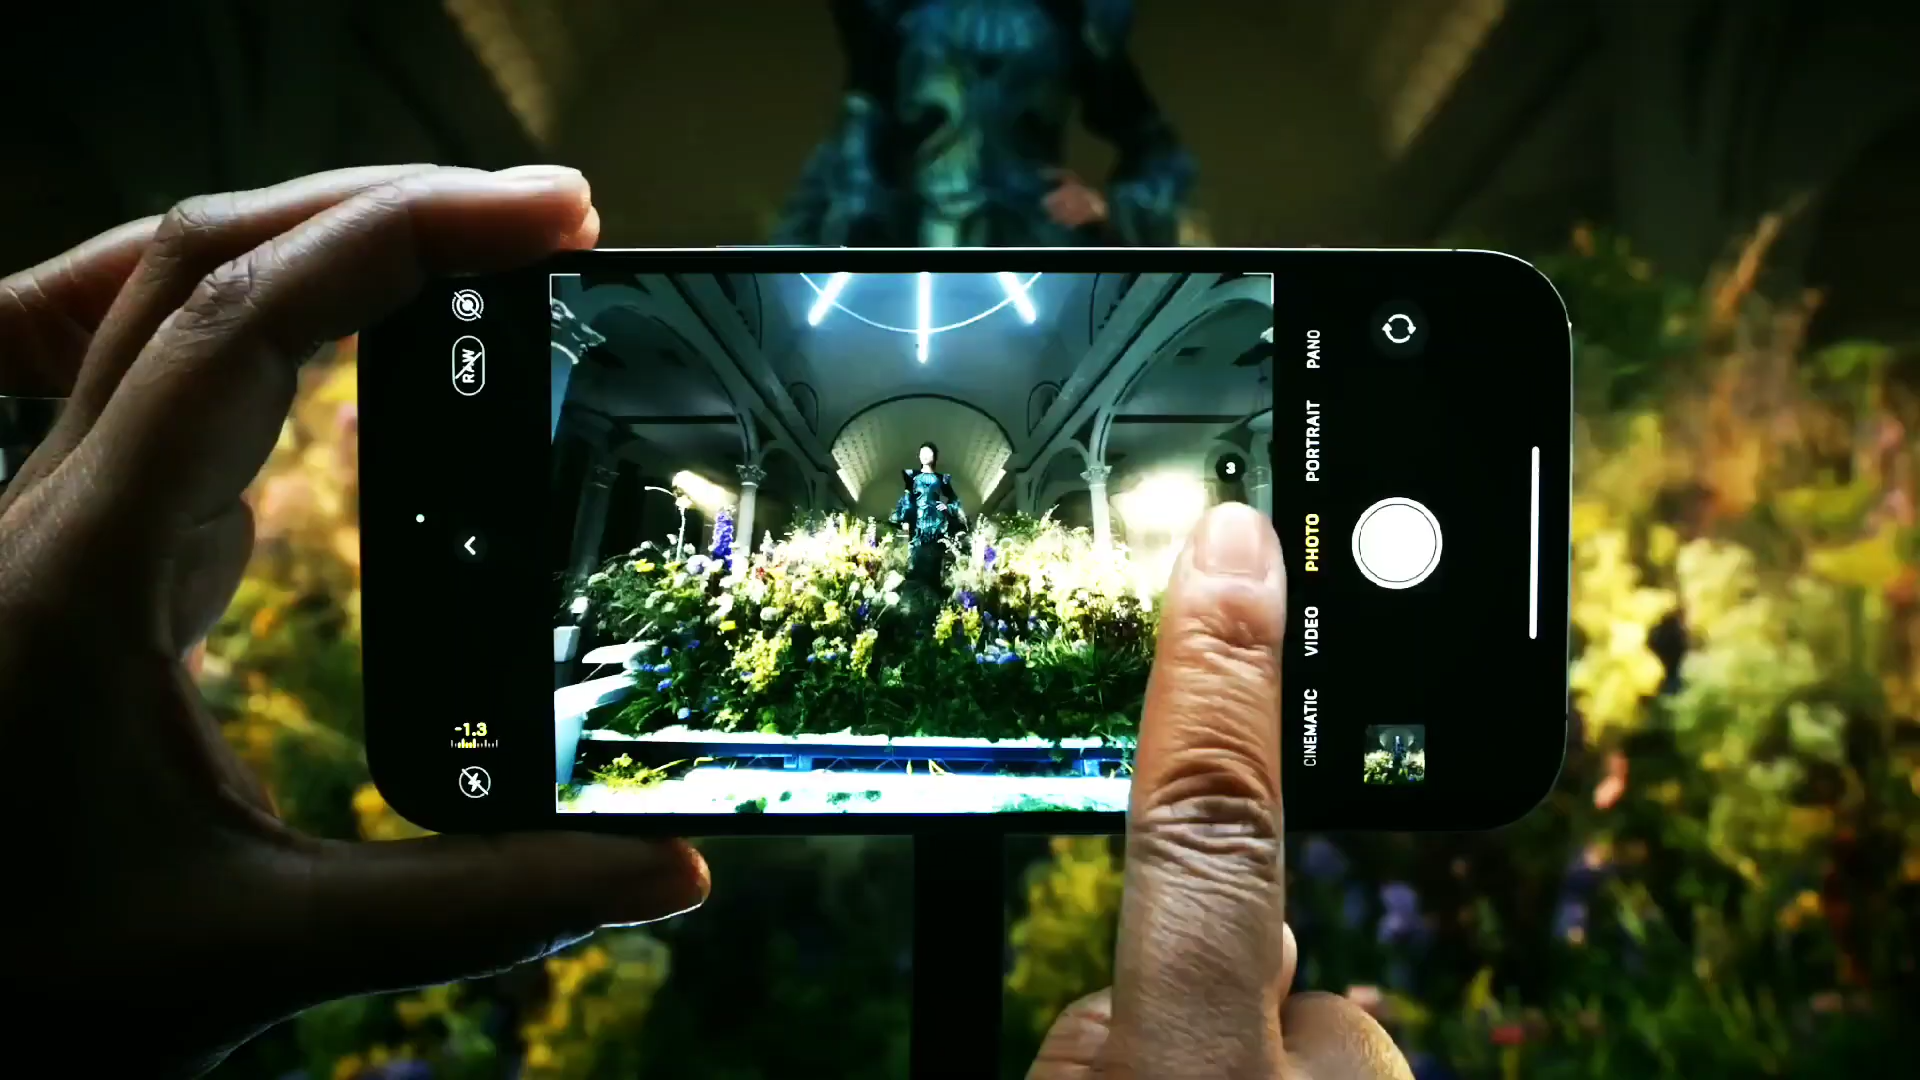 RAW
-1.3
3
PANO
PORTRAIT
PHOTO
VIDEO
CINEMATIC